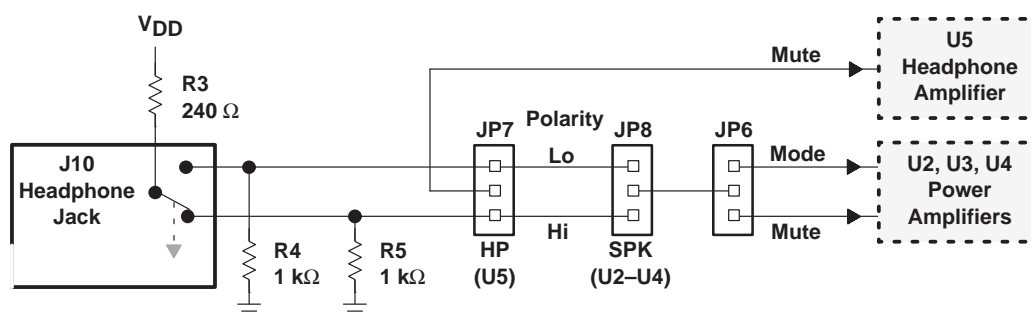 VDD
R3
240 Ω
J10
Headphone
Jack
R4
1 kΩ
R5
1 kΩ
JP7
Polarity
JP8
JP6
Lo
Hi
HP
(U5)
SPK
(U2–U4)
Mute
Mode
Mute
U5
Headphone
Amplifier
U2, U3, U4
Power
Amplifiers